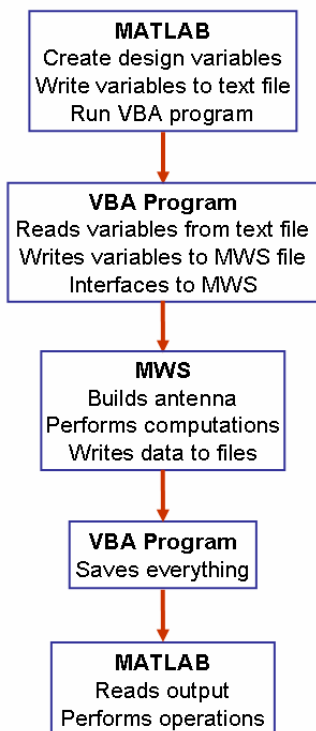 MATLAB
Create design variables
Write variables to text file
Run VBA program
VBA Program
Reads variables from text file
Writes variables to MWS file
Interfaces to MWS
MWS
Builds antenna
Performs computations
Writes data to files
VBA Program
Saves everything
MATLAB
Reads output
Performs operations